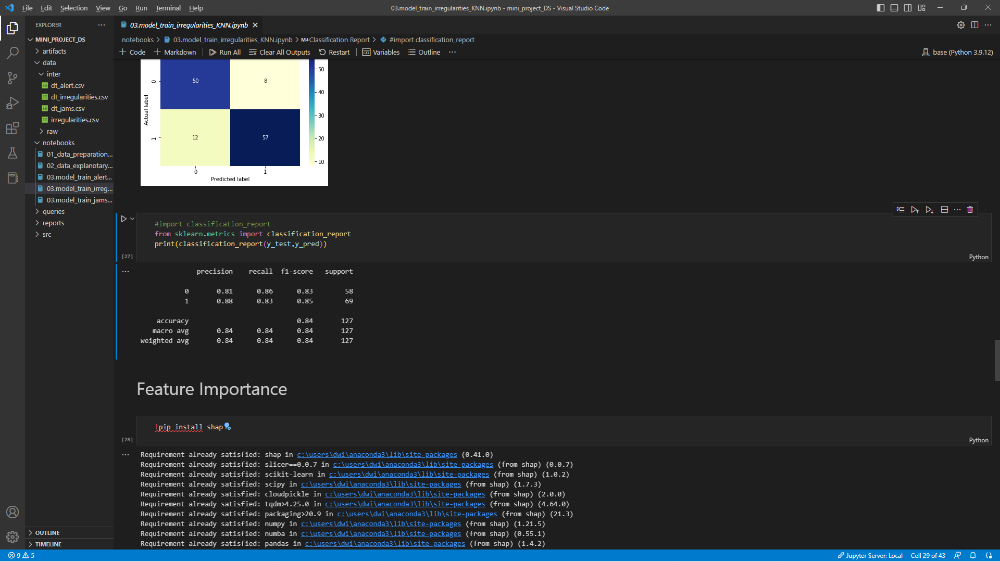 File Edit Selection View Go Run Terminal Help
03.model_train_irregularities_KNN.ipynb - mini_project_DS - Visual Studio Code
EXPLORER
MINI_PROJECT_DS
artifacts
data
inter
dt_alert.csv
dt_irregularities.csv
dt_jams.csv
irregularities.csv
raw
notebooks
01_data_preparation...
02_data_explanotary...
03.model_train_alert...
03.model_train_irreg...
03.model_train_jams...
queries
reports
src
OUTLINE
TIMELINE
03.model_train_irregularities_KNN.ipynb
notebooks > 03.model_train_irregularities_KNN.ipynb > M↓Classification Report > #import classification_report
Code Markdown Run All Clear All Outputs Restart Variables Outline ...
base (Python 3.9.12)
Actual label
0
1
50 8
12 57
0 1
Predicted label
50
40
30
20
10
#import classification_report
from sklearn.metrics import classification_report
print(classification_report(y_test,y_pred))
[27]
Python
precision recall f1-score support
0 0.81 0.86 0.83 58
1 0.88 0.83 0.85 69
accuracy 0.84 127
macro avg 0.84 0.84 0.84 127
weighted avg 0.84 0.84 0.84 127
Feature Importance
!pip install shap
[28]
Python
Requirement already satisfied: shap in c:\users\dwi\anaconda3\lib\site-packages (0.41.0)
Requirement already satisfied: slicer==0.0.7 in c:\users\dwi\anaconda3\lib\site-packages (from shap) (0.0.7)
Requirement already satisfied: scikit-learn in c:\users\dwi\anaconda3\lib\site-packages (from shap) (1.0.2)
Requirement already satisfied: scipy in c:\users\dwi\anaconda3\lib\site-packages (from shap) (1.7.3)
Requirement already satisfied: cloudpickle in c:\users\dwi\anaconda3\lib\site-packages (from shap) (2.0.0)
Requirement already satisfied: tqdm>4.25.0 in c:\users\dwi\anaconda3\lib\site-packages (from shap) (4.64.0)
Requirement already satisfied: packaging>20.9 in c:\users\dwi\anaconda3\lib\site-packages (from shap) (21.3)
Requirement already satisfied: numpy in c:\users\dwi\anaconda3\lib\site-packages (from shap) (1.21.5)
Requirement already satisfied: numba in c:\users\dwi\anaconda3\lib\site-packages (from shap) (0.55.1)
Requirement already satisfied: pandas in c:\users\dwi\anaconda3\lib\site-packages (from shap) (1.4.2)
9 5
Jupyter Server: Local Cell 29 of 43